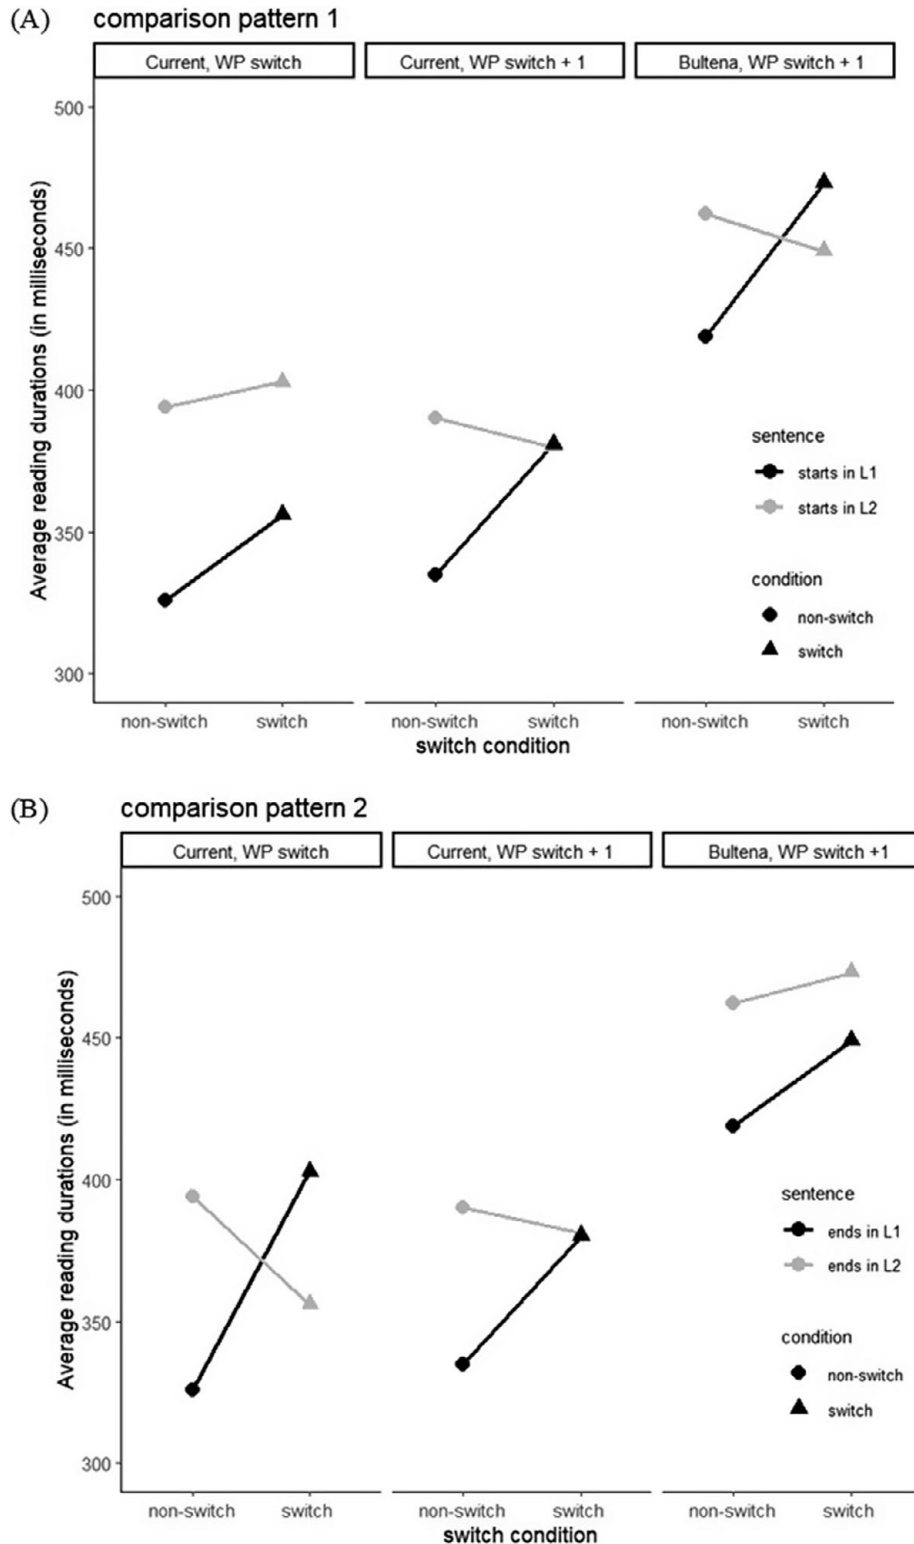 (A) comparison pattern 1
Current, WP switch Current, WP switch + 1 Bultena, WP switch + 1
Average reading durations (in milliseconds)
500
450
400
350
300
sentence
starts in L1
starts in L2
condition
non-switch
switch
non-switch switch non-switch switch non-switch switch
switch condition
(B) comparison pattern 2
Current, WP switch Current, WP switch + 1 Bultena, WP switch +1
Average reading durations (in milliseconds)
500
450
400
350
300
sentence
ends in L1
ends in L2
condition
non-switch
switch
non-switch switch non-switch switch non-switch switch
switch condition